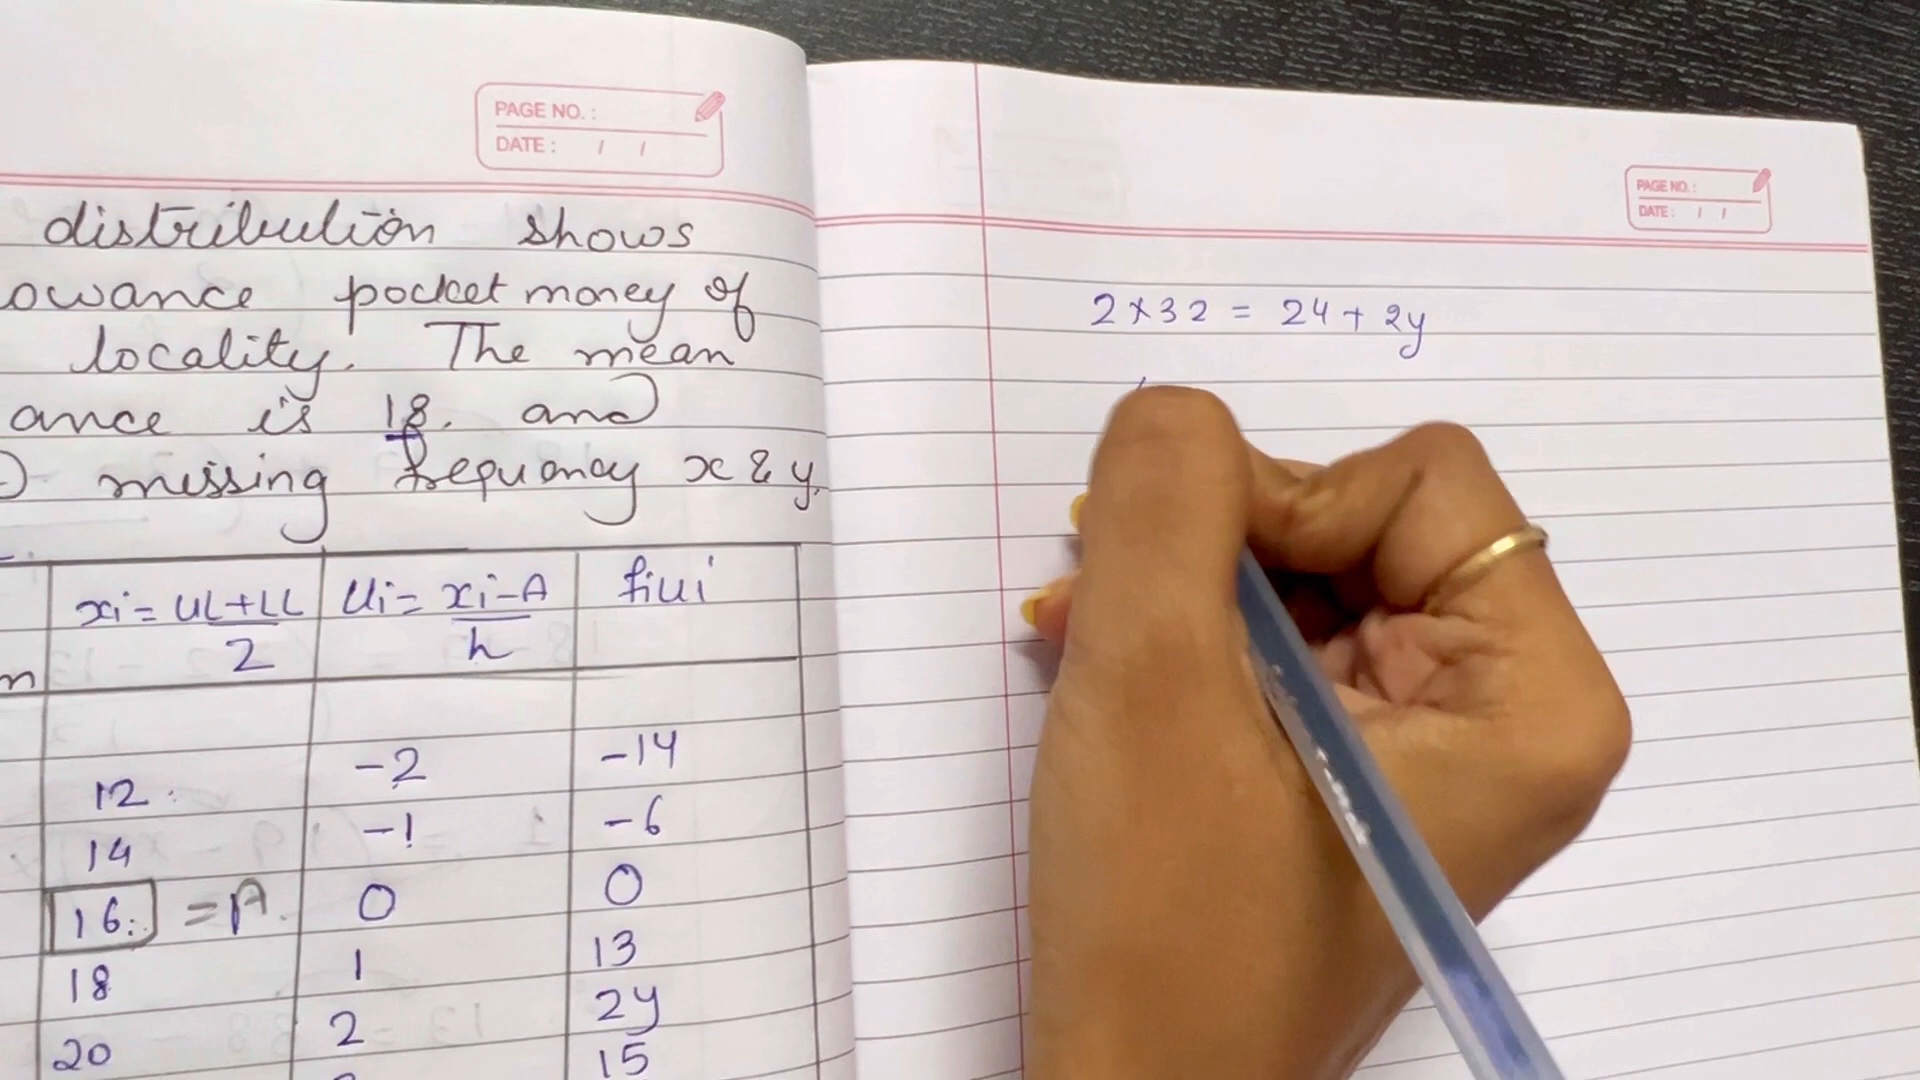 PAGE NO. :
DATE : / /
distribution shows
owance pocket money of
locality. The mean
ance is 18. and
missing frequency x & y.
xi = UL+LL / 2
Ui = xi-A / h
fiui
12 -2 -14
14 -1 -6
16 = A 0 0
18 1 13
20 2 2y
15
PAGE NO. :
DATE : / /
2 × 32 = 24 + 2y